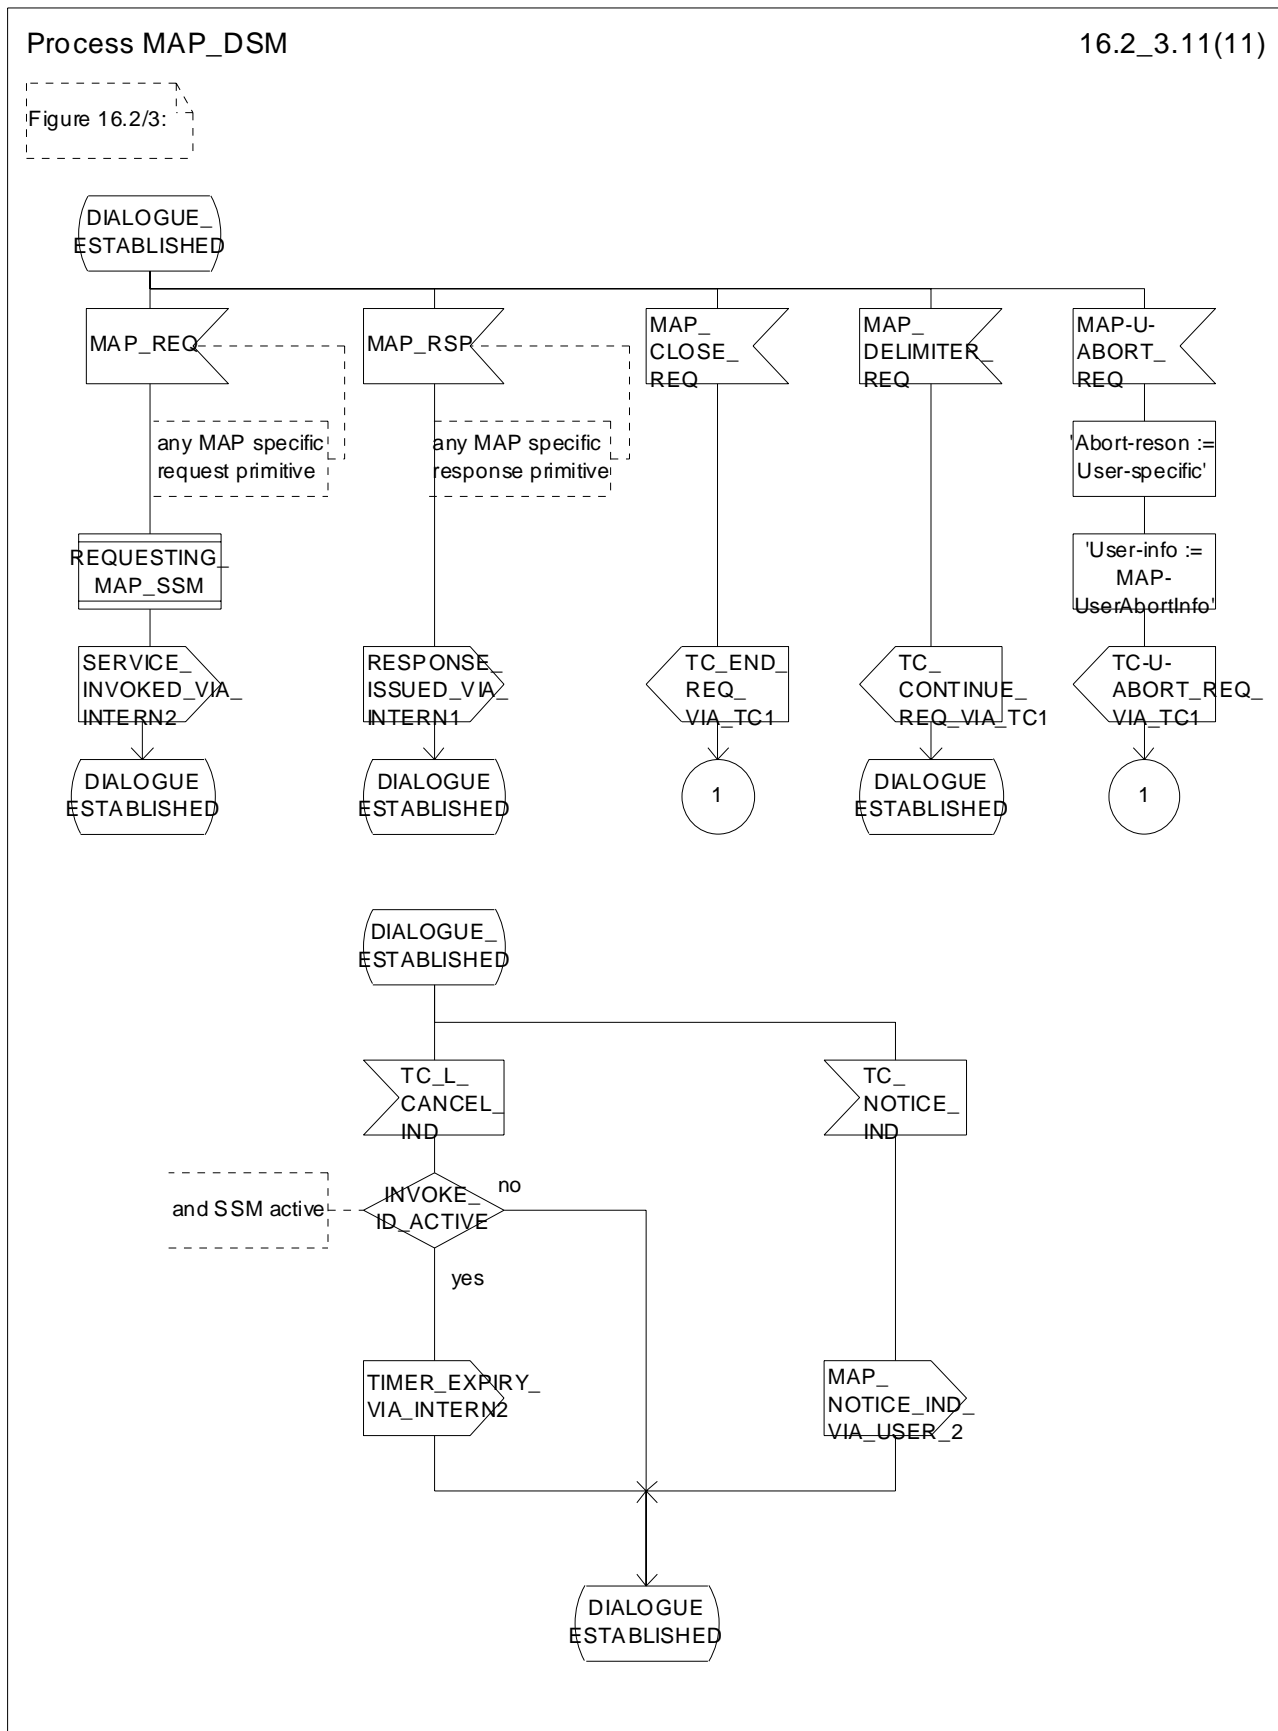 Process MAP_DSM
16.2_3.11(11)
Figure 16.2/3:
DIALOGUE_
ESTABLISHED
MAP_REQ
MAP_RSP
MAP_
CLOSE_
REQ
MAP_
DELIMITER_
REQ
MAP-U-
ABORT_
REQ
any MAP specific
request primitive
any MAP specific
response primitive
'Abort-reson :=
User-specific'
REQUESTING_
MAP_SSM
'User-info :=
MAP-
UserAbortInfo'
SERVICE_
INVOKED_VIA_
INTERN2
RESPONSE_
ISSUED_VIA_
INTERN1
TC_END_
REQ_
VIA_TC1
TC_
CONTINUE_
REQ_VIA_TC1
TC-U-
ABORT_REQ_
VIA_TC1
DIALOGUE
ESTABLISHED
DIALOGUE
ESTABLISHED
1
DIALOGUE
ESTABLISHED
1
DIALOGUE_
ESTABLISHED
TC_L_
CANCEL_
IND
TC_
NOTICE_
IND
and SSM active
INVOKE_
ID_ACTIVE
no
yes
TIMER_EXPIRY_
VIA_INTERN2
MAP_
NOTICE_IND_
VIA_USER_2
DIALOGUE
ESTABLISHED